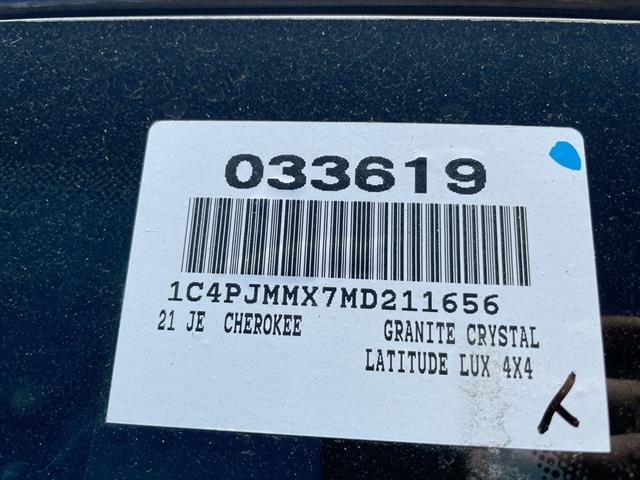 033619
1C4PJMMX7MD211656
21 JE CHEROKEE GRANITE CRYSTAL
LATITUDE LUX 4X4